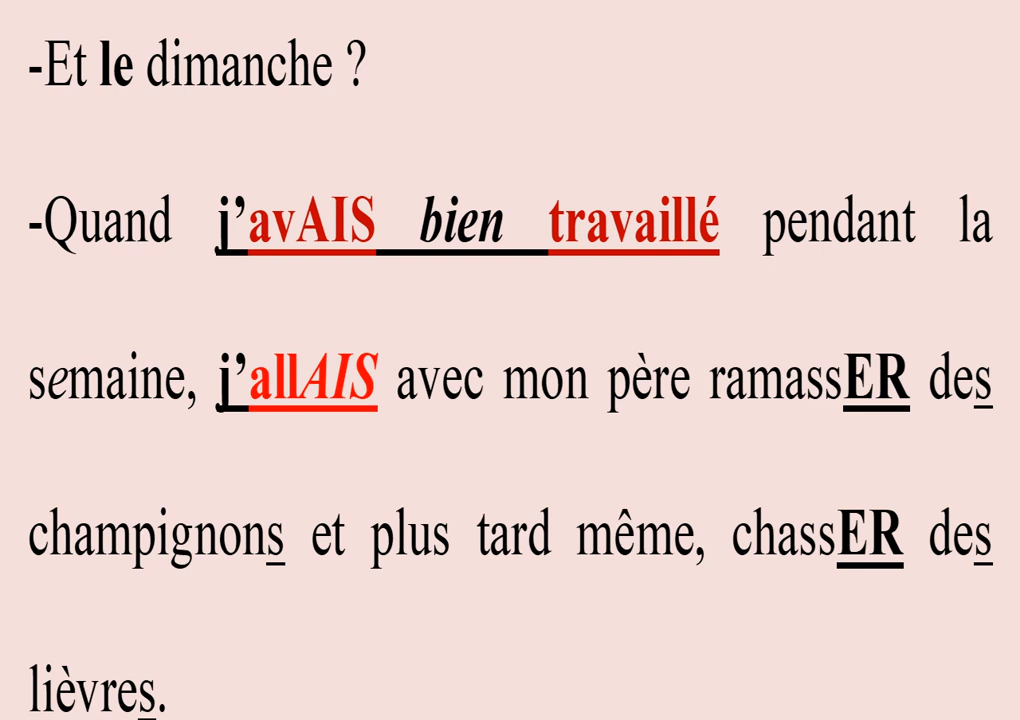 -Et le dimanche ?
-Quand j’avAIS bien travaillé pendant la
semaine, j’allAIS avec mon père ramassER des
champignons et plus tard même, chassER des
lièvres.